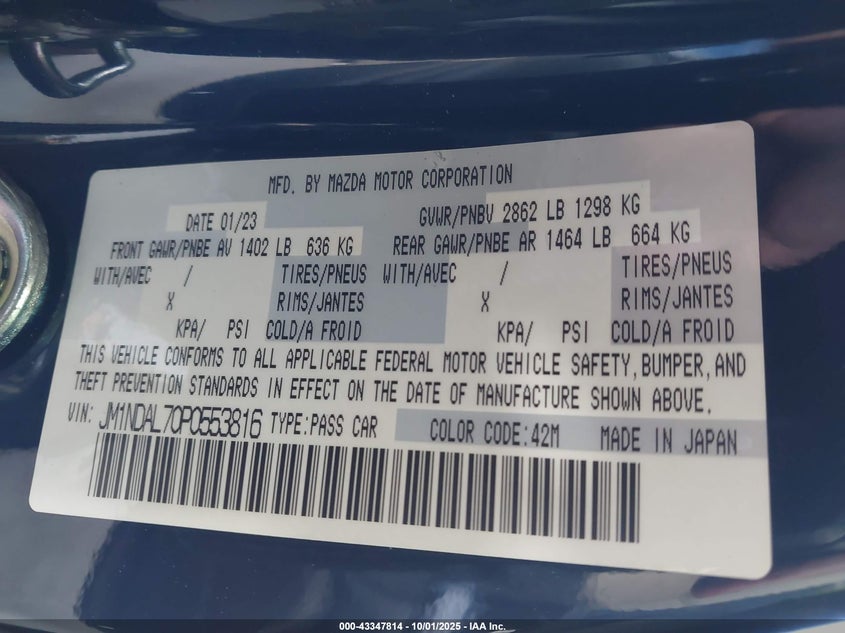 MFD. BY MAZDA MOTOR CORPORATION
DATE 01/23 GVWR/PNBV 2862 LB 1298 KG
FRONT GAWR/PNBE AV 1402 LB 636 KG REAR GAWR/PNBE AR 1464 LB 664 KG
WITH/AVEC / TIRES/PNEUS WITH/AVEC / TIRES/PNEUS
X RIMS/JANTES X RIMS/JANTES
KPA/ PSI COLD/A FROID KPA/ PSI COLD/A FROID
THIS VEHICLE CONFORMS TO ALL APPLICABLE FEDERAL MOTOR VEHICLE SAFETY, BUMPER, AND
THEFT PREVENTION STANDARDS IN EFFECT ON THE DATE OF MANUFACTURE SHOWN ABOVE.
VIN: JM1NDAL70P0553816 TYPE:PASS CAR COLOR CODE:42M MADE IN JAPAN
000-43347814 - 10/01/2025 - IAA Inc.